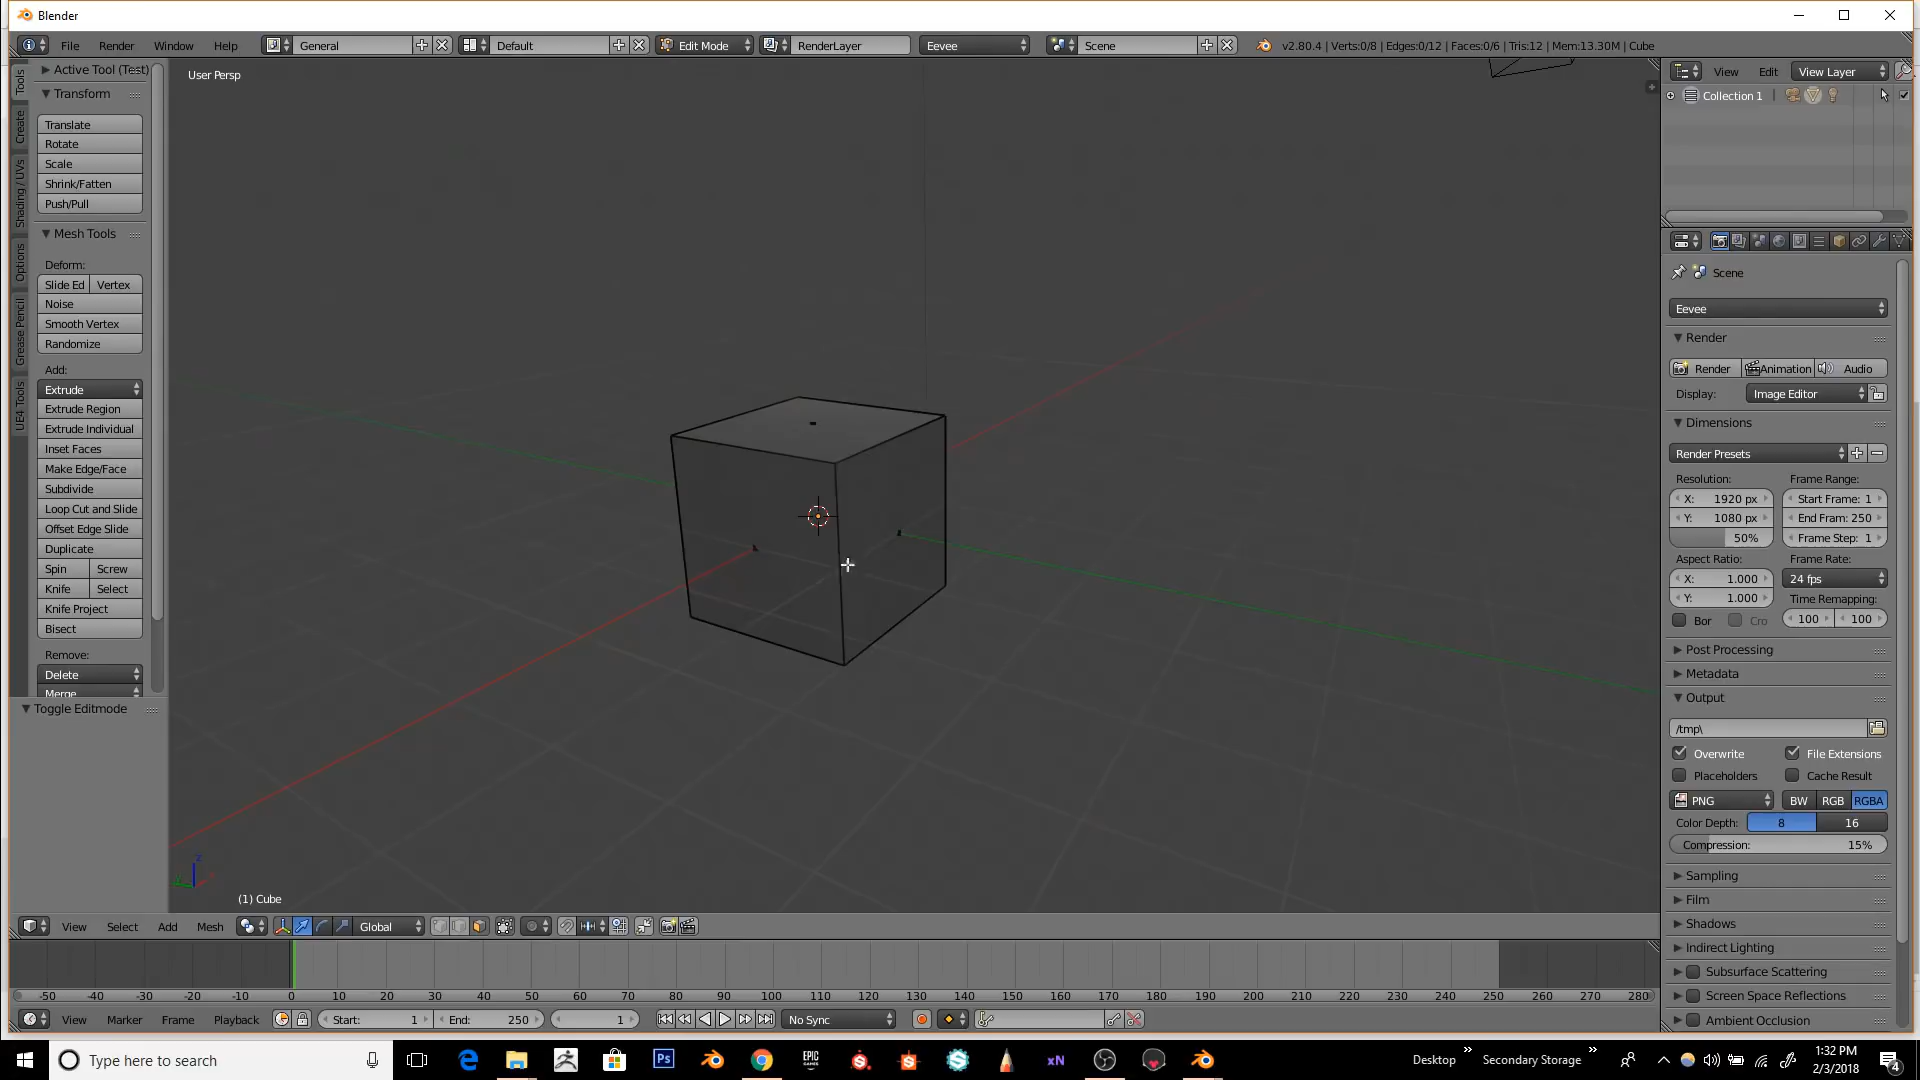 Blender
File Render Window Help General Default Edit Mode RenderLayer Eevee Scene v2.80.4 | Verts:0/8 | Edges:0/12 | Faces:0/6 | Tris:12 | Mem:13.30M | Cube
Tools
Create
Shading / UVs
Options
Grease Pencil
UE4 Tools
Active Tool (Test)
Transform
Translate
Rotate
Scale
Shrink/Fatten
Push/Pull
Mesh Tools
Deform:
Slide Ed Vertex
Noise
Smooth Vertex
Randomize
Add:
Extrude
Extrude Region
Extrude Individual
Inset Faces
Make Edge/Face
Subdivide
Loop Cut and Slide
Offset Edge Slide
Duplicate
Spin Screw
Knife Select
Knife Project
Bisect
Remove:
Delete
Merge
Toggle Editmode
User Persp
(1) Cube
View Select Add Mesh Global
View Edit View Layer
Collection 1
Scene
Eevee
Render
Render Animation Audio
Display: Image Editor
Dimensions
Render Presets
Resolution: Frame Range:
X: 1920 px Start Frame: 1
Y: 1080 px End Fram: 250
50% Frame Step: 1
Aspect Ratio: Frame Rate:
X: 1.000 24 fps
Y: 1.000 Time Remapping:
Bor Cro 100 100
Post Processing
Metadata
Output
/tmp\
Overwrite File Extensions
Placeholders Cache Result
PNG BW RGB RGBA
Color Depth: 8 16
Compression: 15%
Sampling
Film
Shadows
Indirect Lighting
Subsurface Scattering
Screen Space Reflections
Ambient Occlusion
-50 -40 -30 -20 -10 0 10 20 30 40 50 60 70 80 90 100 110 120 130 140 150 160 170 180 190 200 210 220 230 240 250 260 270 280
View Marker Frame Playback Start: 1 End: 250 1 No Sync
Type here to search Ps EPIC GAMES xN Desktop Secondary Storage 1:32 PM
2/3/2018 4